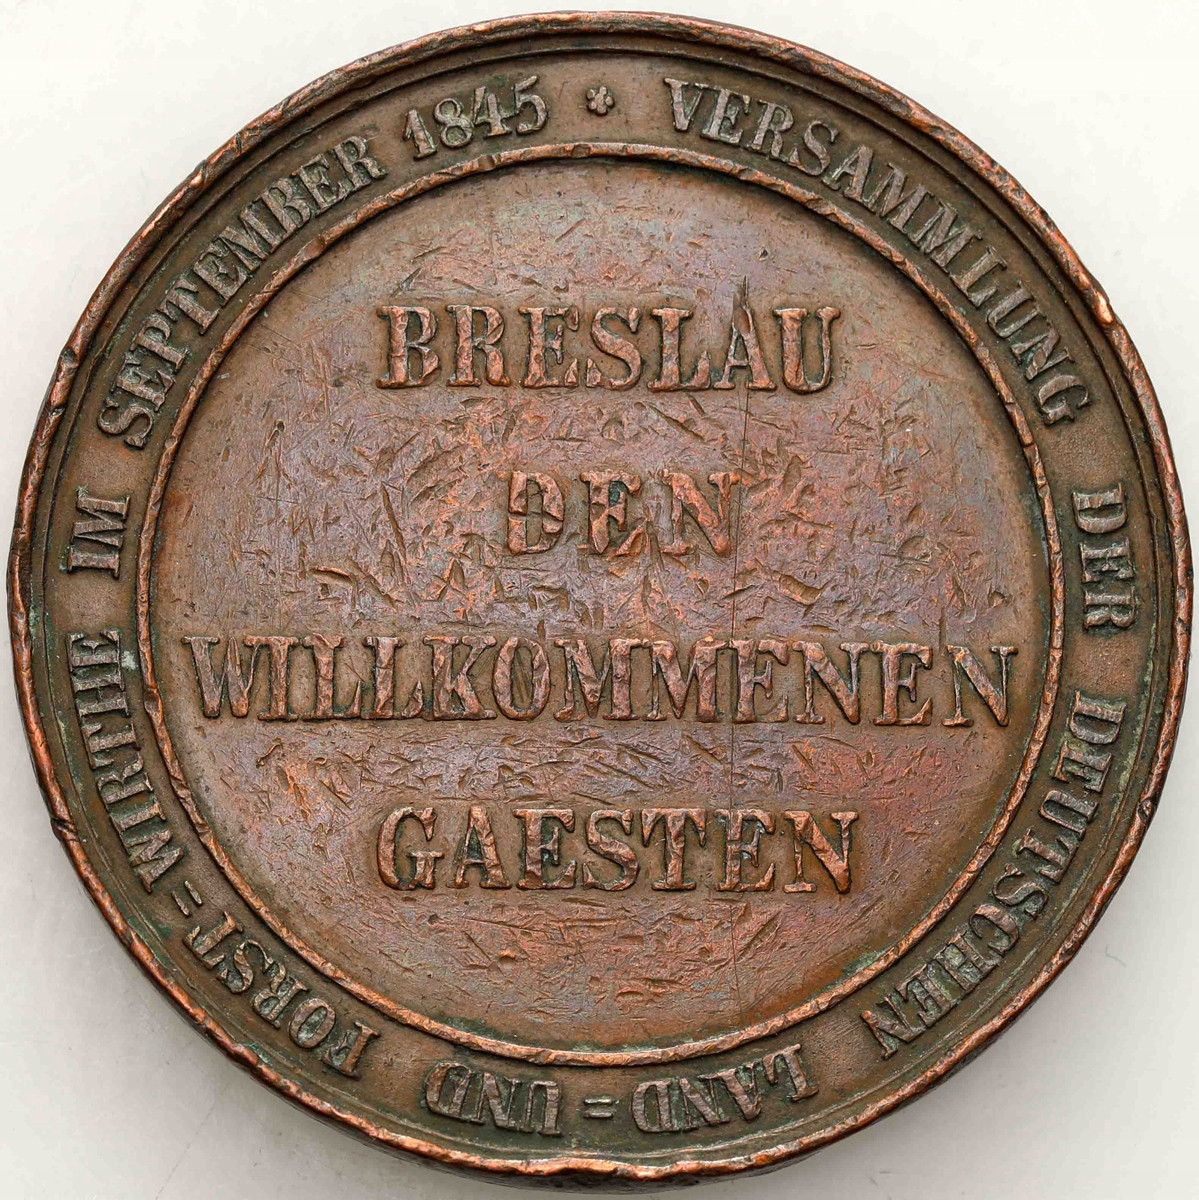 VERSAMMLUNG DER DEUTSCHEN LAND= UND FORST=WIRTHE IM SEPTEMBER 1845
BRESLAU
DEN
WILLKOMMENEN
GAESTEN